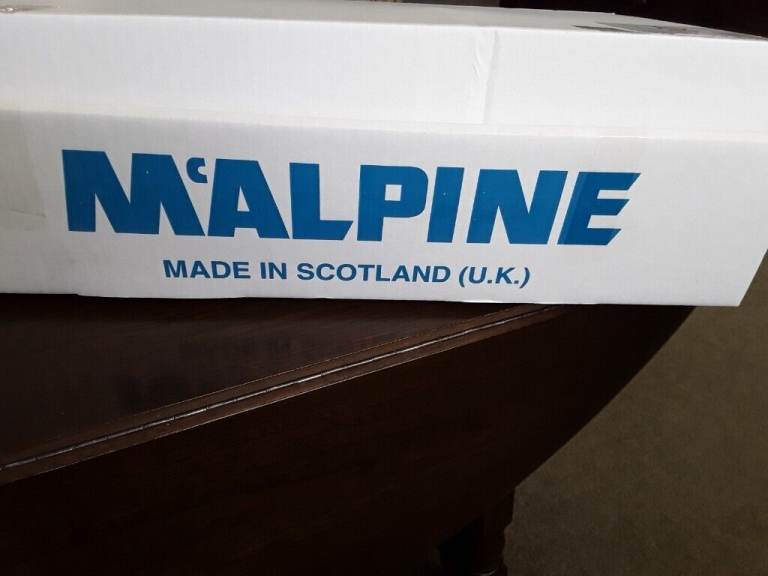 McALPINE
MADE IN SCOTLAND (U.K.)